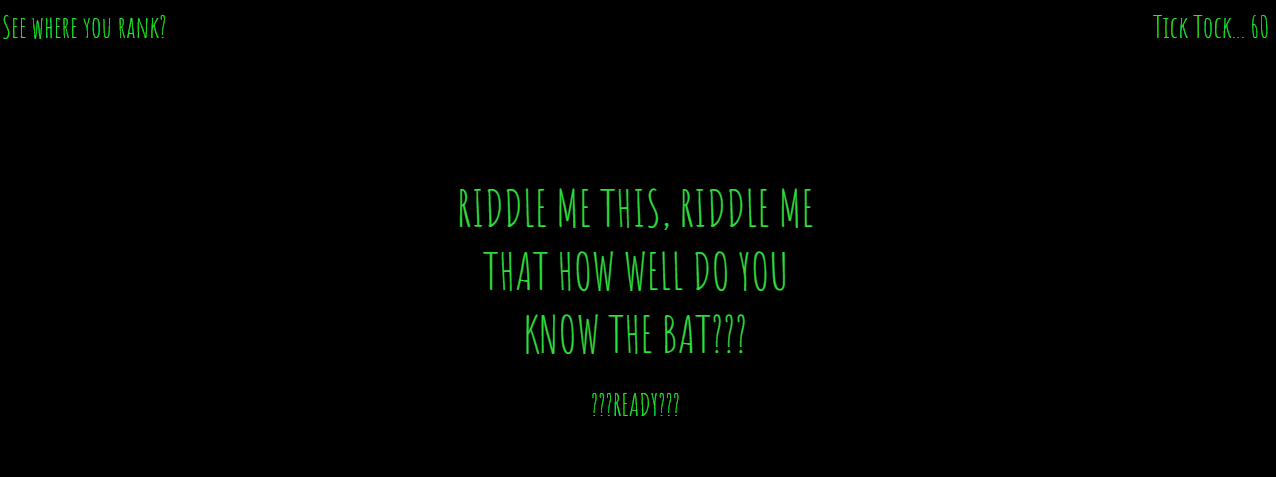 See where you rank?
Tick Tock... 60
RIDDLE ME THIS, RIDDLE ME
THAT HOW WELL DO YOU
KNOW THE BAT???
???READY???